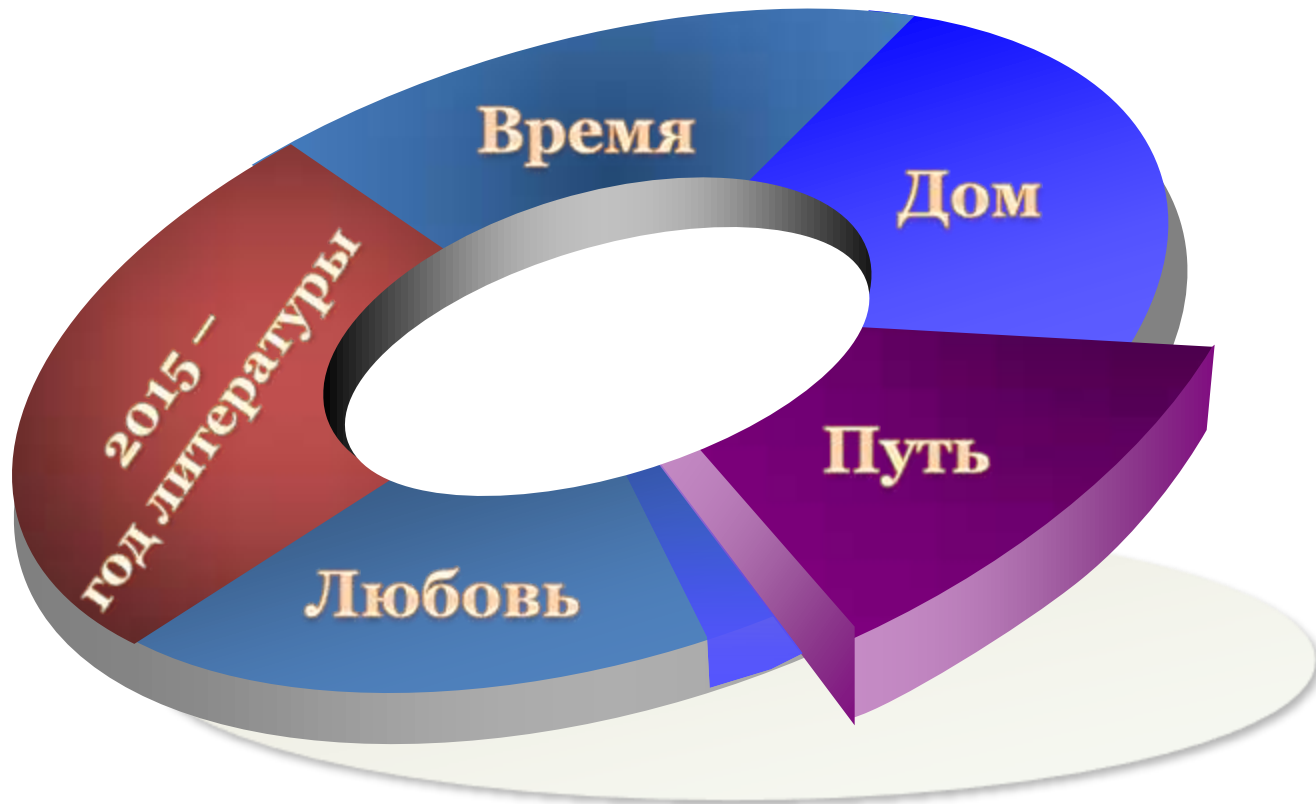 Время
Дом
2015 –
год литературы
Путь
Любовь